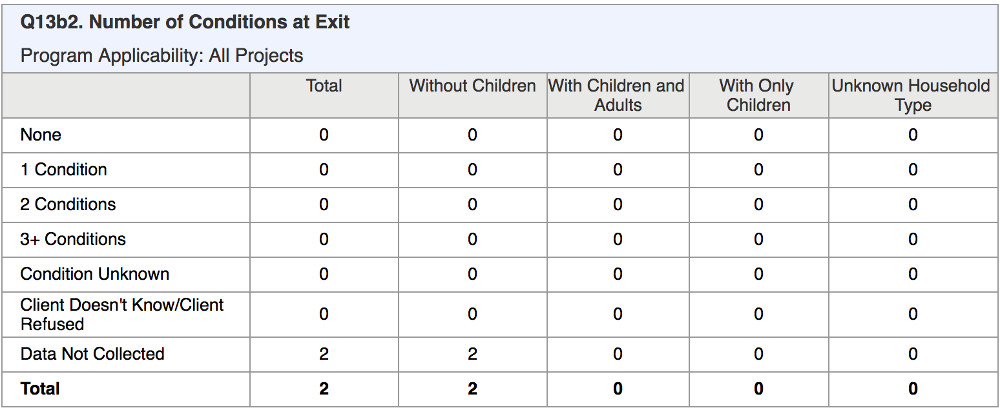 Q13b2. Number of Conditions at Exit
Program Applicability: All Projects
Total Without Children With Children and Adults With Only Children Unknown Household Type
None 0 0 0 0 0
1 Condition 0 0 0 0 0
2 Conditions 0 0 0 0 0
3+ Conditions 0 0 0 0 0
Condition Unknown 0 0 0 0 0
Client Doesn't Know/Client Refused 0 0 0 0 0
Data Not Collected 2 2 0 0 0
Total 2 2 0 0 0